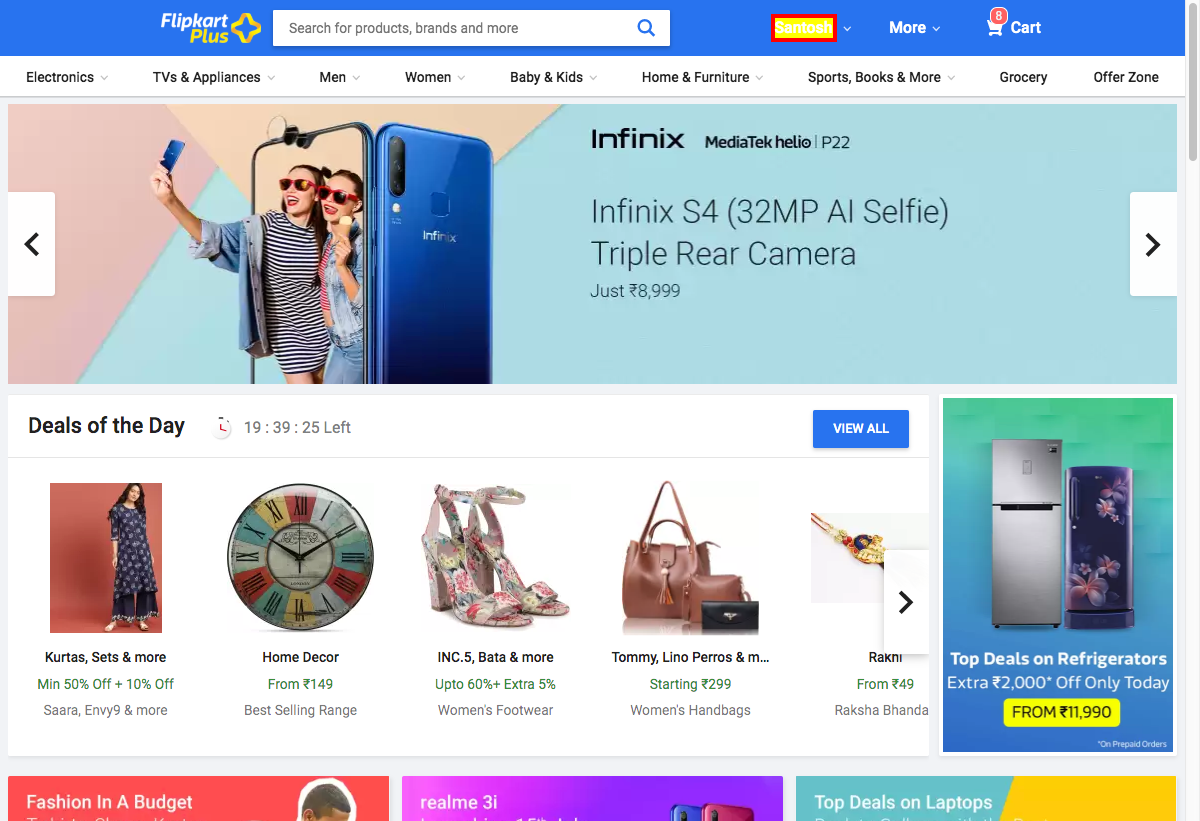 Flipkart
Plus
Search for products, brands and more
Santosh
More
8
Cart
Electronics
TVs & Appliances
Men
Women
Baby & Kids
Home & Furniture
Sports, Books & More
Grocery
Offer Zone
Infinix
MediaTek helio | P22
Infinix S4 (32MP AI Selfie)
Triple Rear Camera
Just ₹8,999
Infinix
Deals of the Day
19 : 39 : 25 Left
VIEW ALL
Kurtas, Sets & more
Min 50% Off + 10% Off
Saara, Envy9 & more
Home Decor
From ₹149
Best Selling Range
INC.5, Bata & more
Upto 60%+ Extra 5%
Women's Footwear
Tommy, Lino Perros & m...
Starting ₹299
Women's Handbags
Rakhi
From ₹49
Raksha Bhanda
Top Deals on Refrigerators
Extra ₹2,000* Off Only Today
FROM ₹11,990
*On Prepaid Orders
Fashion In A Budget
realme 3i
Top Deals on Laptops